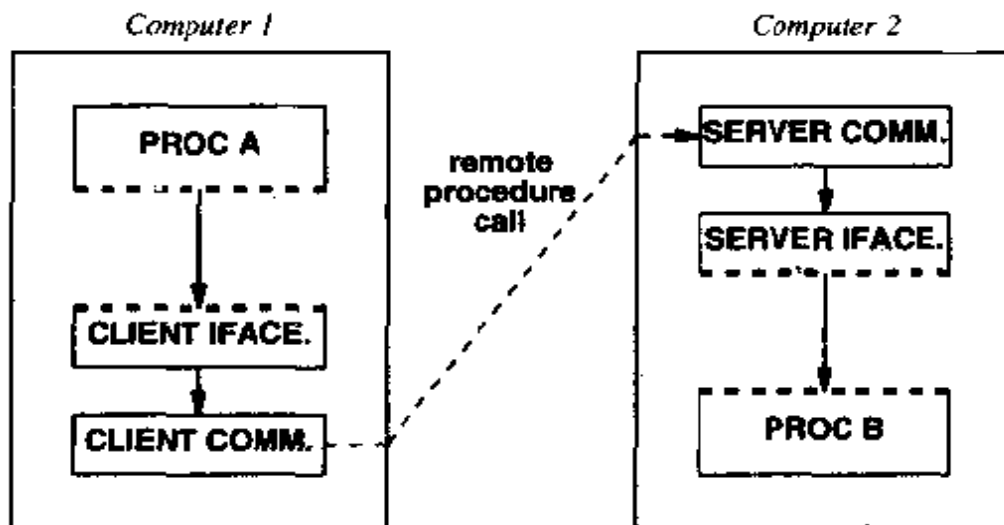 Computer 1
Computer 2
PROC A
SERVER COMM.
remote
procedure
call
SERVER IFACE.
CLIENT IFACE.
CLIENT COMM.
PROC B